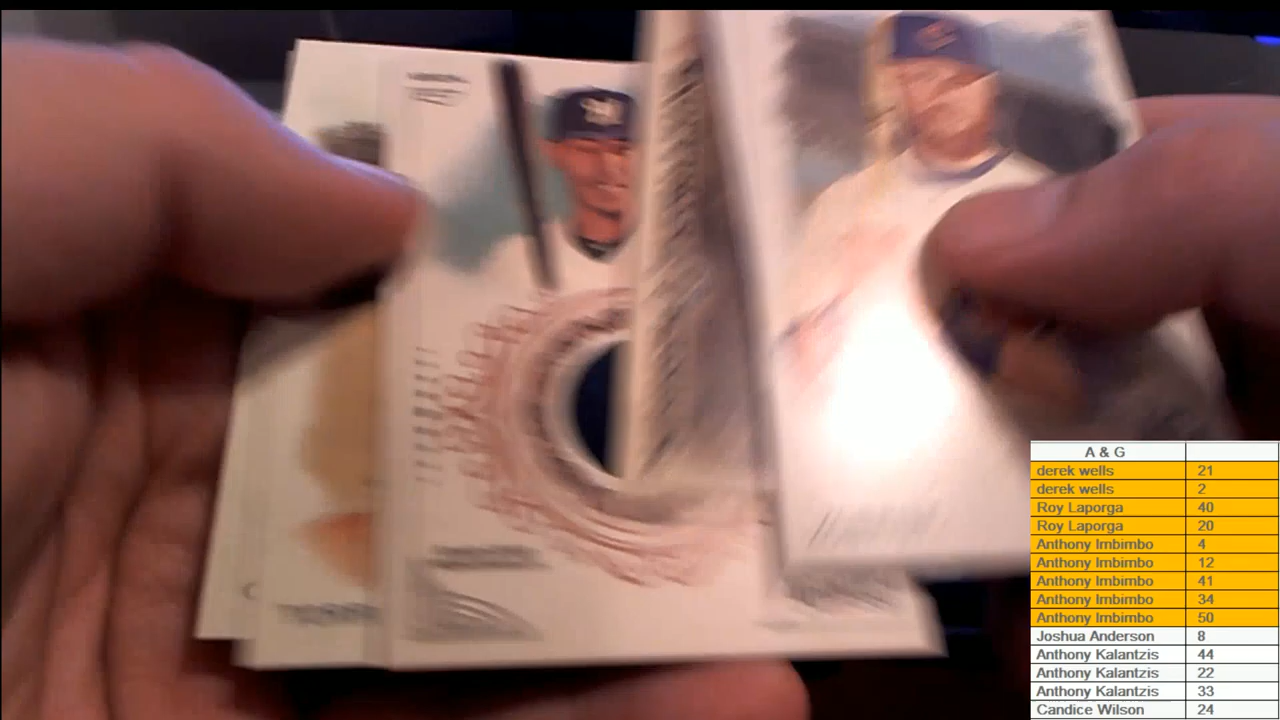 A & G
derek wells 21
derek wells 2
Roy Laporga 40
Roy Laporga 20
Anthony Imbimbo 4
Anthony Imbimbo 12
Anthony Imbimbo 41
Anthony Imbimbo 34
Anthony Imbimbo 50
Joshua Anderson 8
Anthony Kalantzis 44
Anthony Kalantzis 22
Anthony Kalantzis 33
Candice Wilson 24